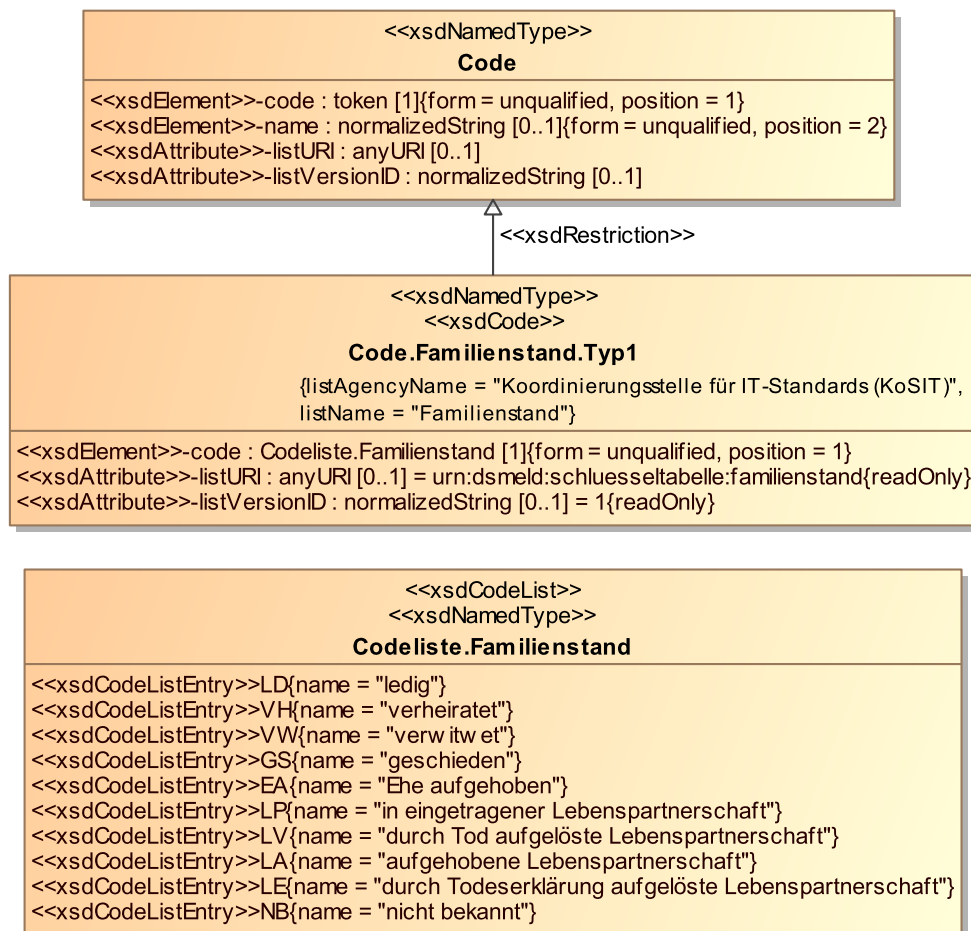 <<xsdNamedType>>
Code
<<xsdElement>>-code : token [1]{form = unqualified, position = 1}
<<xsdElement>>-name : normalizedString [0..1]{form = unqualified, position = 2}
<<xsdAttribute>>-listURI : anyURI [0..1]
<<xsdAttribute>>-listVersionID : normalizedString [0..1]
<<xsdRestriction>>
<<xsdNamedType>>
<<xsdCode>>
Code.Familienstand.Typ1
{listAgencyName = "Koordinierungsstelle für IT-Standards (KoSIT)",
listName = "Familienstand"}
<<xsdElement>>-code : Codeliste.Familienstand [1]{form = unqualified, position = 1}
<<xsdAttribute>>-listURI : anyURI [0..1] = urn:dsmeld:schluesseltabelle:familienstand{readOnly}
<<xsdAttribute>>-listVersionID : normalizedString [0..1] = 1{readOnly}
<<xsdCodeList>>
<<xsdNamedType>>
Codeliste.Familienstand
<<xsdCodeListEntry>>LD{name = "ledig"}
<<xsdCodeListEntry>>VH{name = "verheiratet"}
<<xsdCodeListEntry>>VW{name = "verwitwet"}
<<xsdCodeListEntry>>GS{name = "geschieden"}
<<xsdCodeListEntry>>EA{name = "Ehe aufgehoben"}
<<xsdCodeListEntry>>LP{name = "in eingetragener Lebenspartnerschaft"}
<<xsdCodeListEntry>>LV{name = "durch Tod aufgelöste Lebenspartnerschaft"}
<<xsdCodeListEntry>>LA{name = "aufgehobene Lebenspartnerschaft"}
<<xsdCodeListEntry>>LE{name = "durch Todeserklärung aufgelöste Lebenspartnerschaft"}
<<xsdCodeListEntry>>NB{name = "nicht bekannt"}